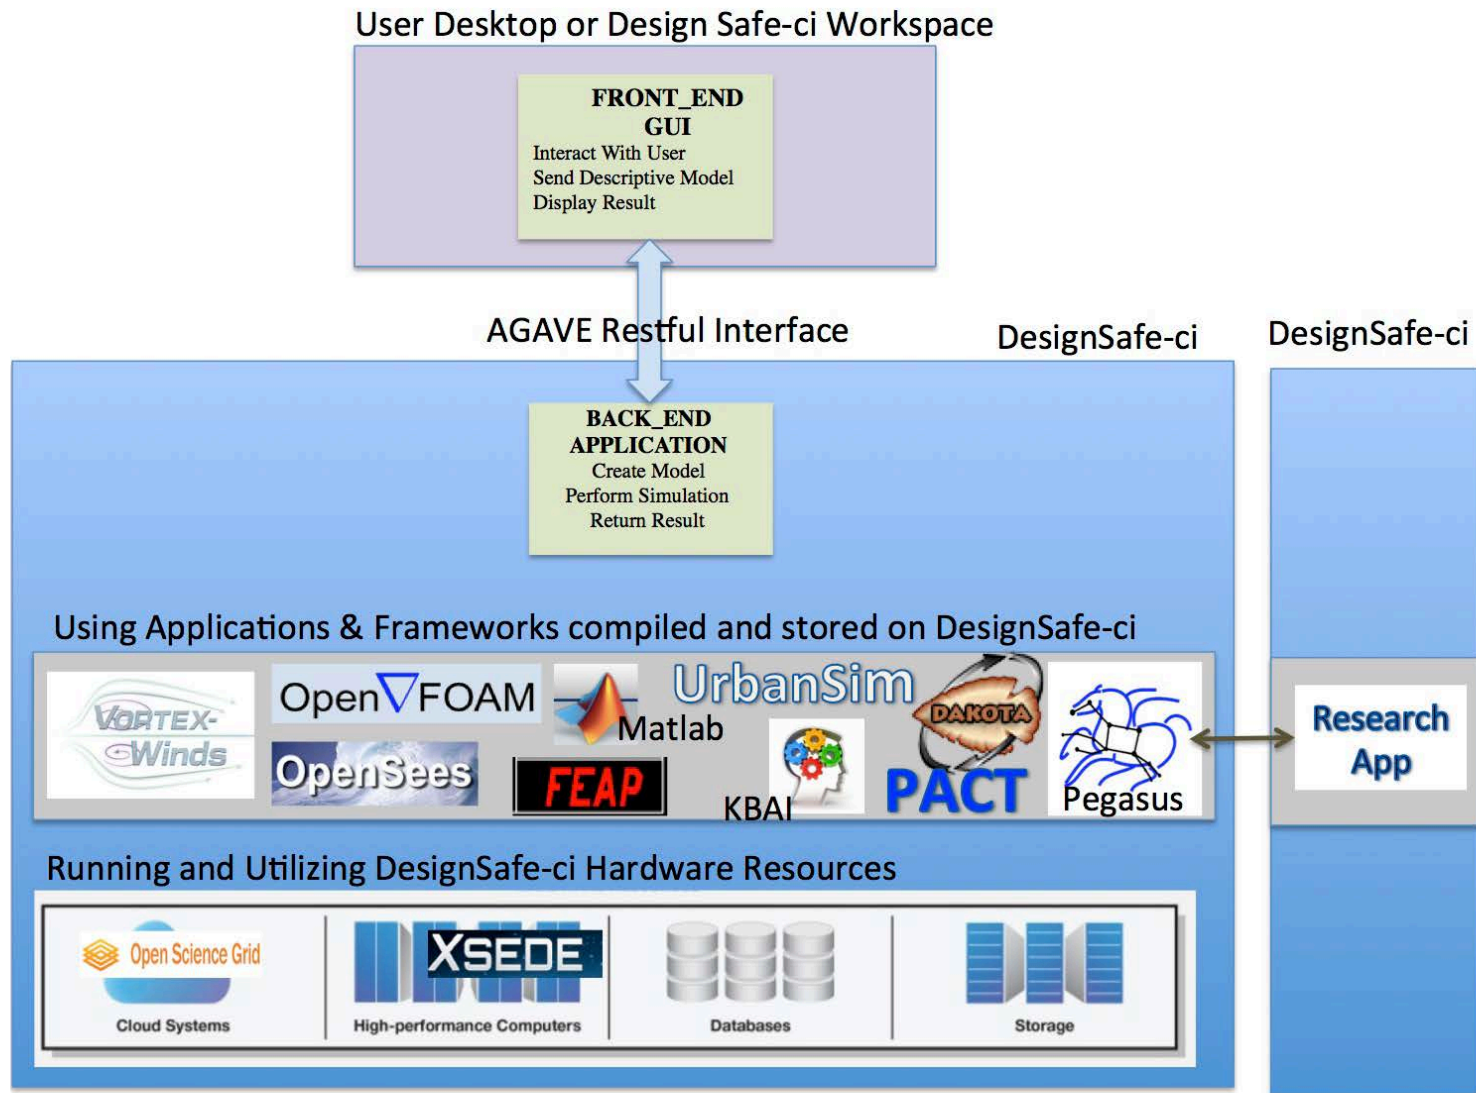 User Desktop or Design Safe-ci Workspace
FRONT_END
GUI
Interact With User
Send Descriptive Model
Display Result
AGAVE Restful Interface
DesignSafe-ci
DesignSafe-ci
BACK_END
APPLICATION
Create Model
Perform Simulation
Return Result
Using Applications & Frameworks compiled and stored on DesignSafe-ci
VORTEX-
Winds
Open FOAM
OpenSees
Matlab
FEAP
UrbanSim
KBAI
DAKOTA
PACT
Pegasus
Research
App
Running and Utilizing DesignSafe-ci Hardware Resources
Open Science Grid
Cloud Systems
XSEDE
High-performance Computers
Databases
Storage